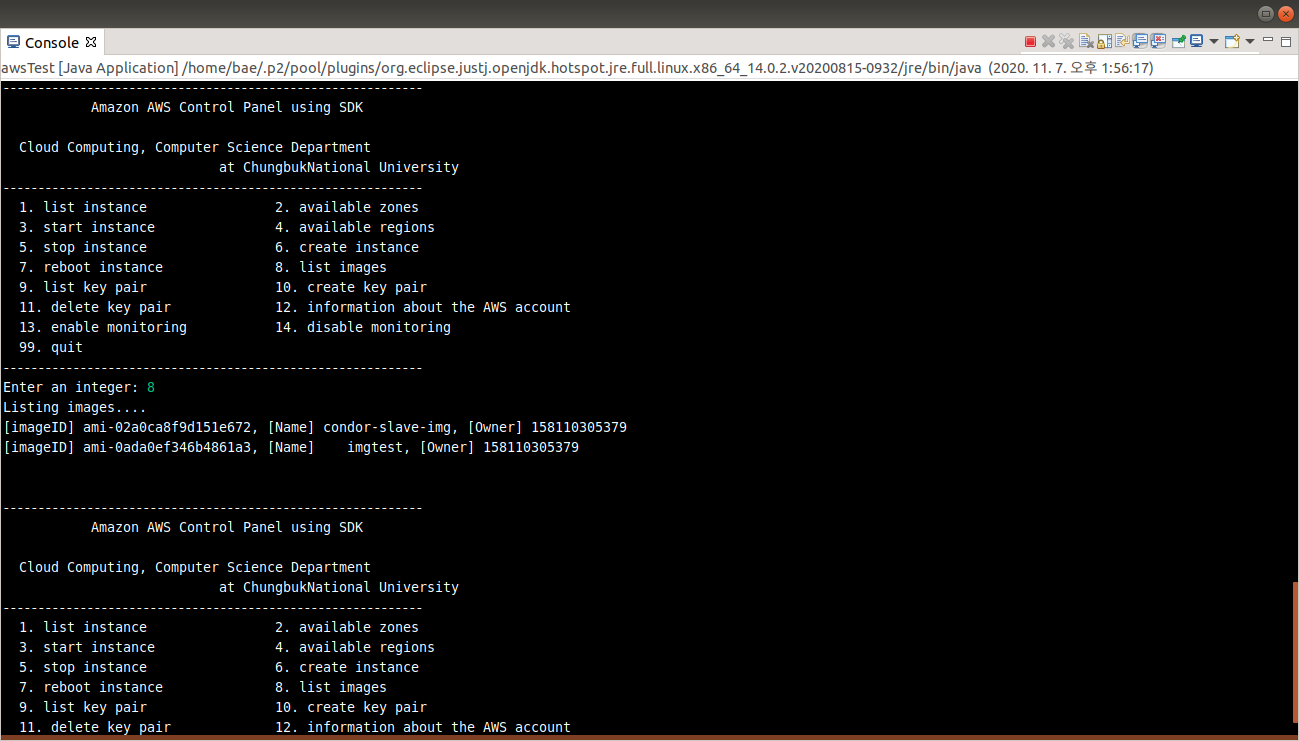 Console
awsTest [Java Application] /home/bae/.p2/pool/plugins/org.eclipse.justj.openjdk.hotspot.jre.full.linux.x86_64_14.0.2.v20200815-0932/jre/bin/java (2020. 11. 7. 오후 1:56:17)
------------------------------------------------------------
Amazon AWS Control Panel using SDK
Cloud Computing, Computer Science Department
at ChungbukNational University
------------------------------------------------------------
1. list instance 2. available zones
3. start instance 4. available regions
5. stop instance 6. create instance
7. reboot instance 8. list images
9. list key pair 10. create key pair
11. delete key pair 12. information about the AWS account
13. enable monitoring 14. disable monitoring
99. quit
------------------------------------------------------------
Enter an integer: 8
Listing images....
[imageID] ami-02a0ca8f9d151e672, [Name] condor-slave-img, [Owner] 158110305379
[imageID] ami-0ada0ef346b4861a3, [Name] imgtest, [Owner] 158110305379
------------------------------------------------------------
Amazon AWS Control Panel using SDK
Cloud Computing, Computer Science Department
at ChungbukNational University
------------------------------------------------------------
1. list instance 2. available zones
3. start instance 4. available regions
5. stop instance 6. create instance
7. reboot instance 8. list images
9. list key pair 10. create key pair
11. delete key pair 12. information about the AWS account